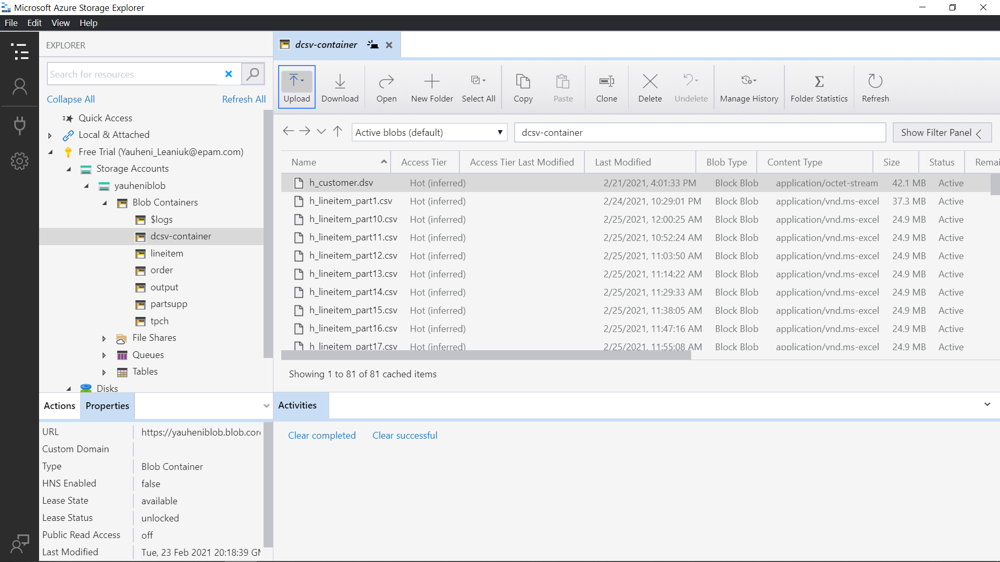 Microsoft Azure Storage Explorer
File Edit View Help
EXPLORER
Search for resources
Collapse All Refresh All
Quick Access
Local & Attached
Free Trial (Yauheni_Leaniuk@epam.com)
Storage Accounts
yauheniblob
Blob Containers
$logs
dcsv-container
lineitem
order
output
partsupp
tpch
File Shares
Queues
Tables
Disks
Actions Properties
URL https://yauheniblob.blob.core
Custom Domain
Type Blob Container
HNS Enabled false
Lease State available
Lease Status unlocked
Public Read Access off
Last Modified Tue, 23 Feb 2021 20:18:39 GM
dcsv-container
Upload Download Open New Folder Select All Copy Paste Clone Delete Undelete Manage History Folder Statistics Refresh
Active blobs (default) dcsv-container Show Filter Panel
Name Access Tier Access Tier Last Modified Last Modified Blob Type Content Type Size Status Remai
h_customer.dsv Hot (inferred) 2/21/2021, 4:01:33 PM Block Blob application/octet-stream 42.1 MB Active
h_lineitem_part1.csv Hot (inferred) 2/24/2021, 10:29:01 PM Block Blob application/vnd.ms-excel 37.3 MB Active
h_lineitem_part10.csv Hot (inferred) 2/25/2021, 12:00:25 AM Block Blob application/vnd.ms-excel 24.9 MB Active
h_lineitem_part11.csv Hot (inferred) 2/25/2021, 10:52:24 AM Block Blob application/vnd.ms-excel 24.9 MB Active
h_lineitem_part12.csv Hot (inferred) 2/25/2021, 11:03:50 AM Block Blob application/vnd.ms-excel 24.9 MB Active
h_lineitem_part13.csv Hot (inferred) 2/25/2021, 11:14:22 AM Block Blob application/vnd.ms-excel 24.9 MB Active
h_lineitem_part14.csv Hot (inferred) 2/25/2021, 11:29:33 AM Block Blob application/vnd.ms-excel 24.9 MB Active
h_lineitem_part15.csv Hot (inferred) 2/25/2021, 11:38:05 AM Block Blob application/vnd.ms-excel 24.9 MB Active
h_lineitem_part16.csv Hot (inferred) 2/25/2021, 11:47:16 AM Block Blob application/vnd.ms-excel 24.9 MB Active
h_lineitem_part17.csv Hot (inferred) 2/25/2021, 11:55:08 AM Block Blob application/vnd.ms-excel 24.9 MB Active
Showing 1 to 81 of 81 cached items
Activities
Clear completed Clear successful